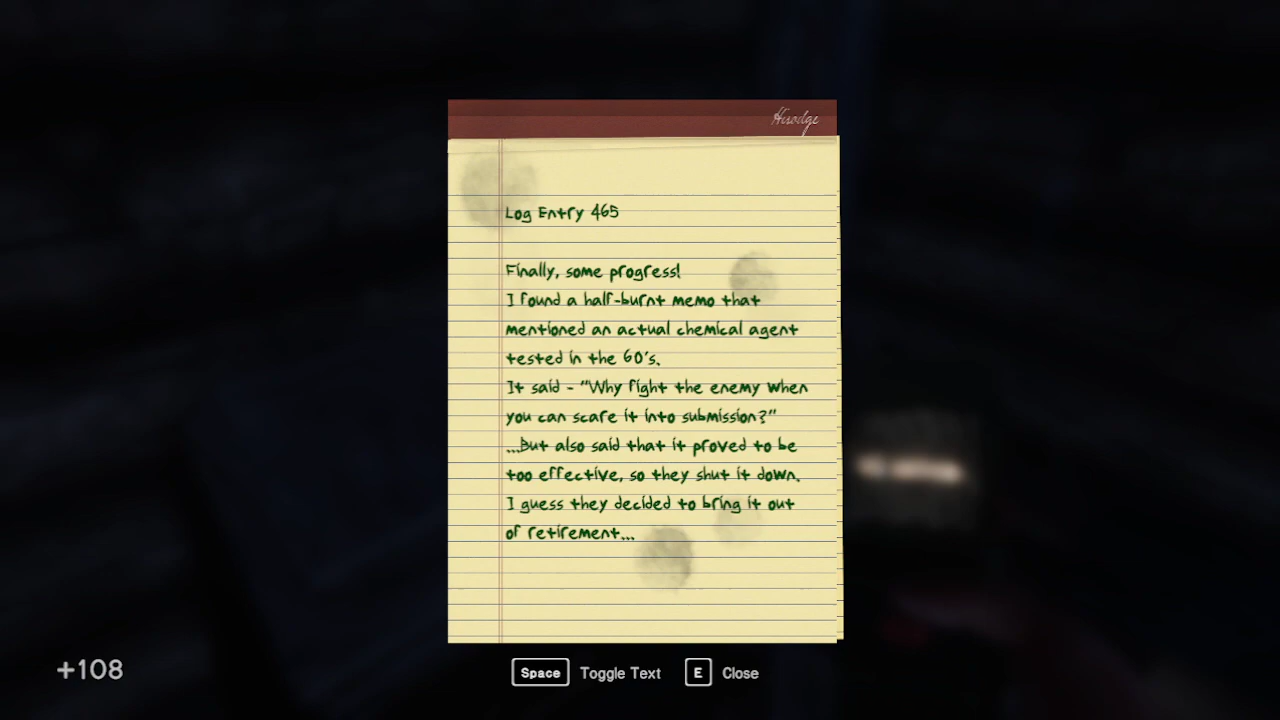 Log Entry 465
Finally, some progress!
I found a half-burnt memo that
mentioned an actual chemical agent
tested in the 60's.
It said - "Why fight the enemy when
you can scare it into submission?"
...But also said that it proved to be
too effective, so they shut it down.
I guess they decided to bring it out
of retirement...
+108
Space Toggle Text E Close